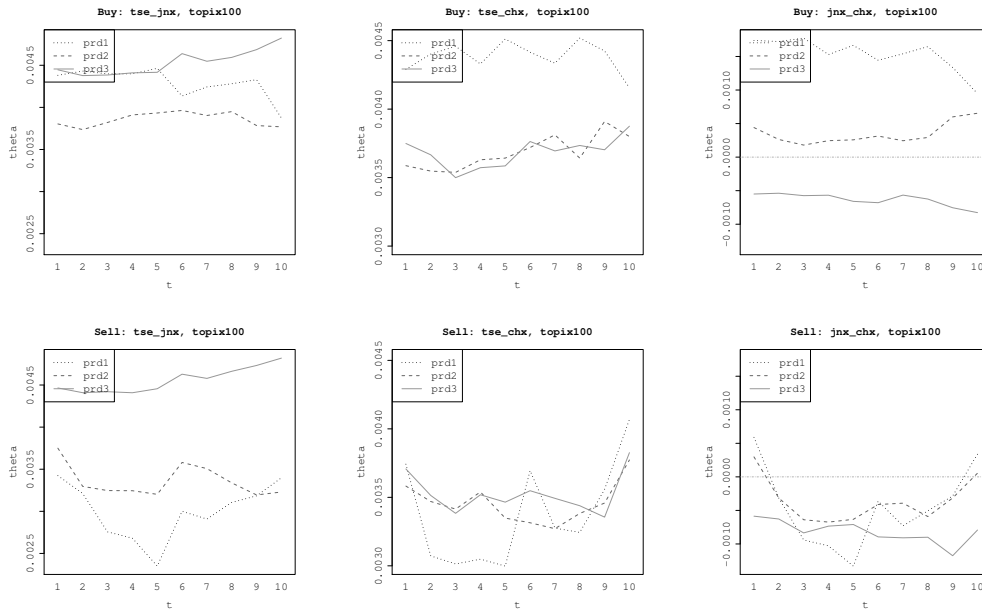 Buy: tse_jnx, topix100
prd1
prd2
prd3
theta
0.0025
0.0035
0.0045
1 2 3 4 5 6 7 8 9 10
t
Buy: tse_chx, topix100
prd1
prd2
prd3
theta
0.0030
0.0035
0.0040
0.0045
1 2 3 4 5 6 7 8 9 10
t
Buy: jnx_chx, topix100
prd1
prd2
prd3
theta
-0.0010
0.0000
0.0010
1 2 3 4 5 6 7 8 9 10
t
Sell: tse_jnx, topix100
prd1
prd2
prd3
theta
0.0025
0.0035
0.0045
1 2 3 4 5 6 7 8 9 10
t
Sell: tse_chx, topix100
prd1
prd2
prd3
theta
0.0030
0.0035
0.0040
0.0045
1 2 3 4 5 6 7 8 9 10
t
Sell: jnx_chx, topix100
prd1
prd2
prd3
theta
-0.0010
0.0000
0.0010
1 2 3 4 5 6 7 8 9 10
t